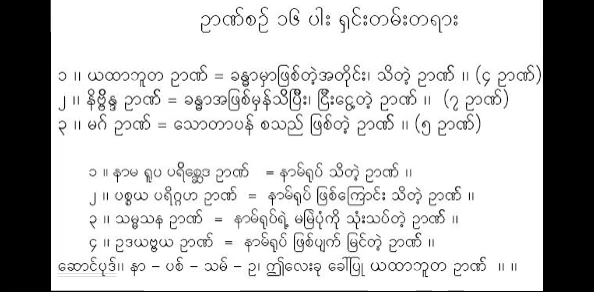 ဉာဏ်စဉ် ၁၆ ပါး ရှင်းတမ်းတရား
၁ ။ ယထာဘူတ ဉာဏ် = ခန္ဓာမှာဖြစ်တဲ့အတိုင်း၊ သိတဲ့ ဉာဏ် ။ (၄ ဉာဏ်)
၂ ။ နိဗ္ဗိန္ဒ ဉာဏ် = ခန္ဓာအဖြစ်မှန်သိပြီး၊ ငြီးငွေ့တဲ့ ဉာဏ် ။ (၇ ဉာဏ်)
၃ ။ မဂ် ဉာဏ် = သောတာပန် စသည် ဖြစ်တဲ့ ဉာဏ် ။ (၅ ဉာဏ်)
၁ ။ နာမ ရူပ ပရိစ္ဆေဒ ဉာဏ် = နာမ်ရုပ် သိတဲ့ ဉာဏ် ။
၂ ။ ပစ္စယ ပရိဂ္ဂဟ ဉာဏ် = နာမ်ရုပ် ဖြစ်ကြောင်း သိတဲ့ ဉာဏ် ။
၃ ။ သမ္မသန ဉာဏ် = နာမ်ရုပ်ရဲ့ မမြဲပုံကို သုံးသပ်တဲ့ ဉာဏ် ။
၄ ။ ဥဒယဗ္ဗယ ဉာဏ် = နာမ်ရုပ် ဖြစ်ပျက် မြင်တဲ့ ဉာဏ် ။
ဆောင်ပုဒ်။ နာ – ပစ် – သမ် – ဥ၊ ဤလေးခု ခေါ်ပြု ယထာဘူတ ဉာဏ် ။ ။